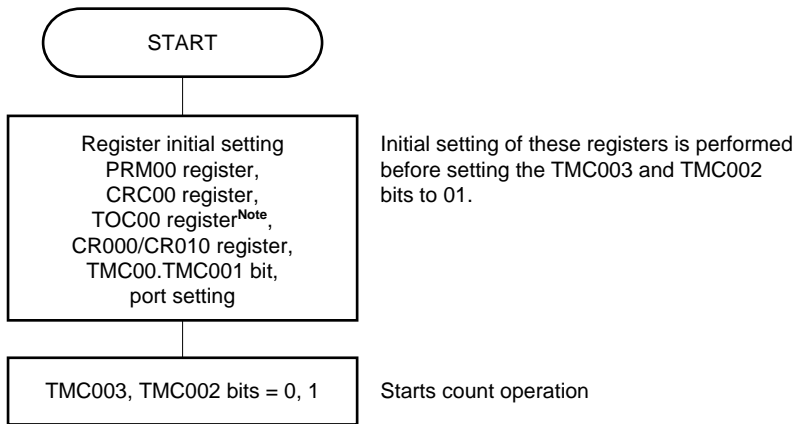 START
Register initial setting
PRM00 register,
CRC00 register,
TOC00 registerNote,
CR000/CR010 register,
TMC00.TMC001 bit,
port setting
Initial setting of these registers is performed
before setting the TMC003 and TMC002
bits to 01.
TMC003, TMC002 bits = 0, 1
Starts count operation